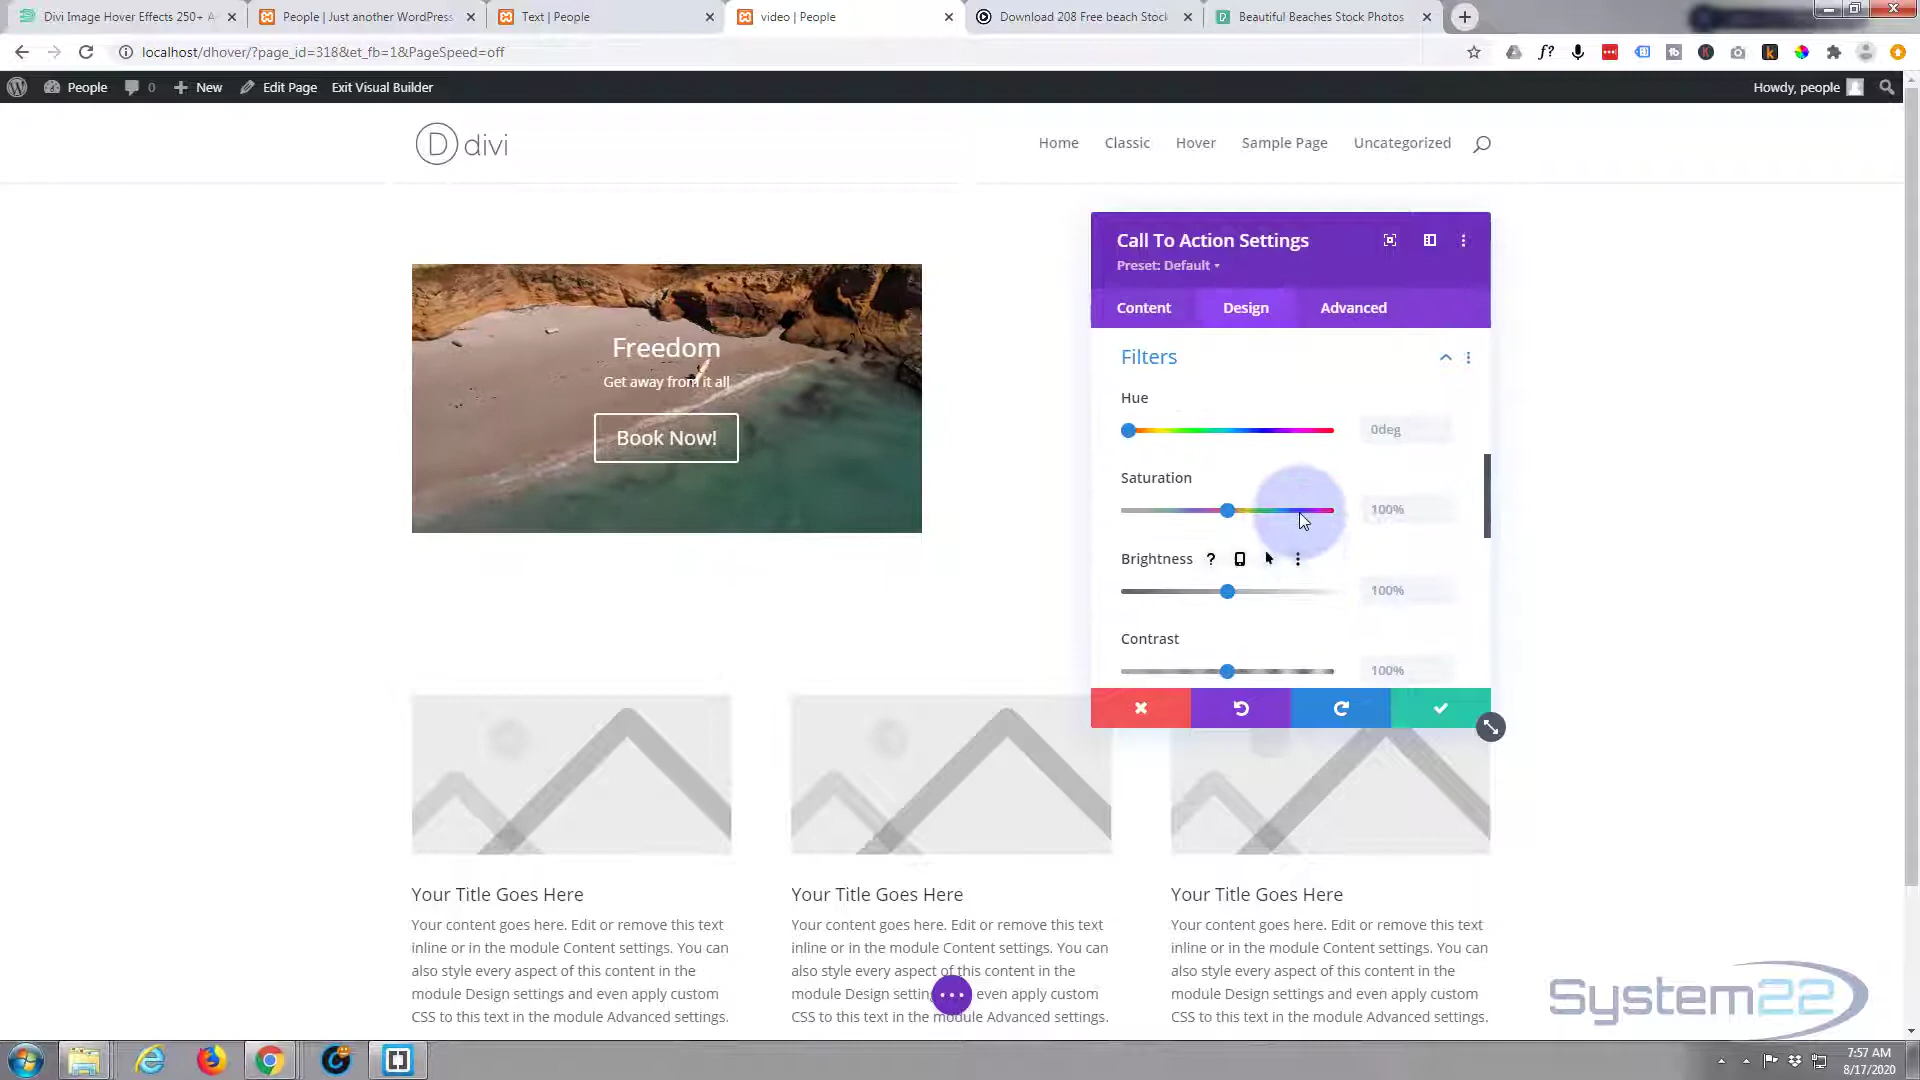 Divi Image Hover Effects 250+ A
People | Just another WordPress
Text | People
video | People
Download 208 Free beach Stock
Beautiful Beaches Stock Photos
localhost/dhover/?page_id=318&et_fb=1&PageSpeed=off
People
0
New
Edit Page
Exit Visual Builder
Howdy, people
D divi
Home
Classic
Hover
Sample Page
Uncategorized
Freedom
Get away from it all
Book Now!
Call To Action Settings
Preset: Default
Content
Design
Advanced
Filters
Hue
0deg
Saturation
100%
Brightness
100%
Contrast
100%
Your Title Goes Here
Your content goes here. Edit or remove this text
inline or in the module Content settings. You can
also style every aspect of this content in the
module Design settings and even apply custom
CSS to this text in the module Advanced settings.
Your Title Goes Here
Your content goes here. Edit or remove this text
inline or in the module Content settings. You can
also style every aspect of this content in the
module Design setting even apply custom
CSS to this text in the module Advanced settings.
Your Title Goes Here
Your content goes here. Edit or remove this text
inline or in the module Content settings. You can
also style every aspect of this content in the
module Design settings and even apply custom
CSS to this text in the module Advanced settings.
System22
7:57 AM
8/17/2020